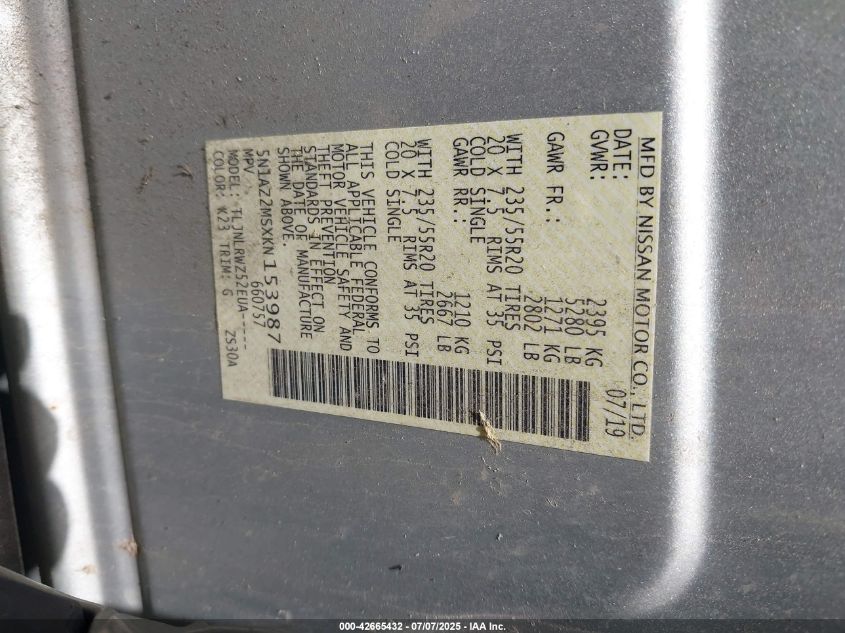 MFD BY NISSAN MOTOR CO., LTD.
DATE: 07/19
GVWR: 2395 KG
5280 LB
GAWR FR.: 1271 KG
2802 LB
WITH 235/55R20 TIRES
20 X 7.5 RIMS AT 35 PSI
COLD SINGLE
GAWR RR.: 1210 KG
2667 LB
WITH 235/55R20 TIRES
20 X 7.5 RIMS AT 35 PSI
COLD SINGLE
THIS VEHICLE CONFORMS TO
ALL APPLICABLE FEDERAL
MOTOR VEHICLE SAFETY AND
THEFT PREVENTION
STANDARDS IN EFFECT ON
THE DATE OF MANUFACTURE
SHOWN ABOVE.
5N1AZ2MSXKN153987
MPV 660757
MODEL: TLJNLRWZ52EUA-----
COLOR: K23 TRIM: G ZS30A
000-42665432 - 07/07/2025 - IAA Inc.